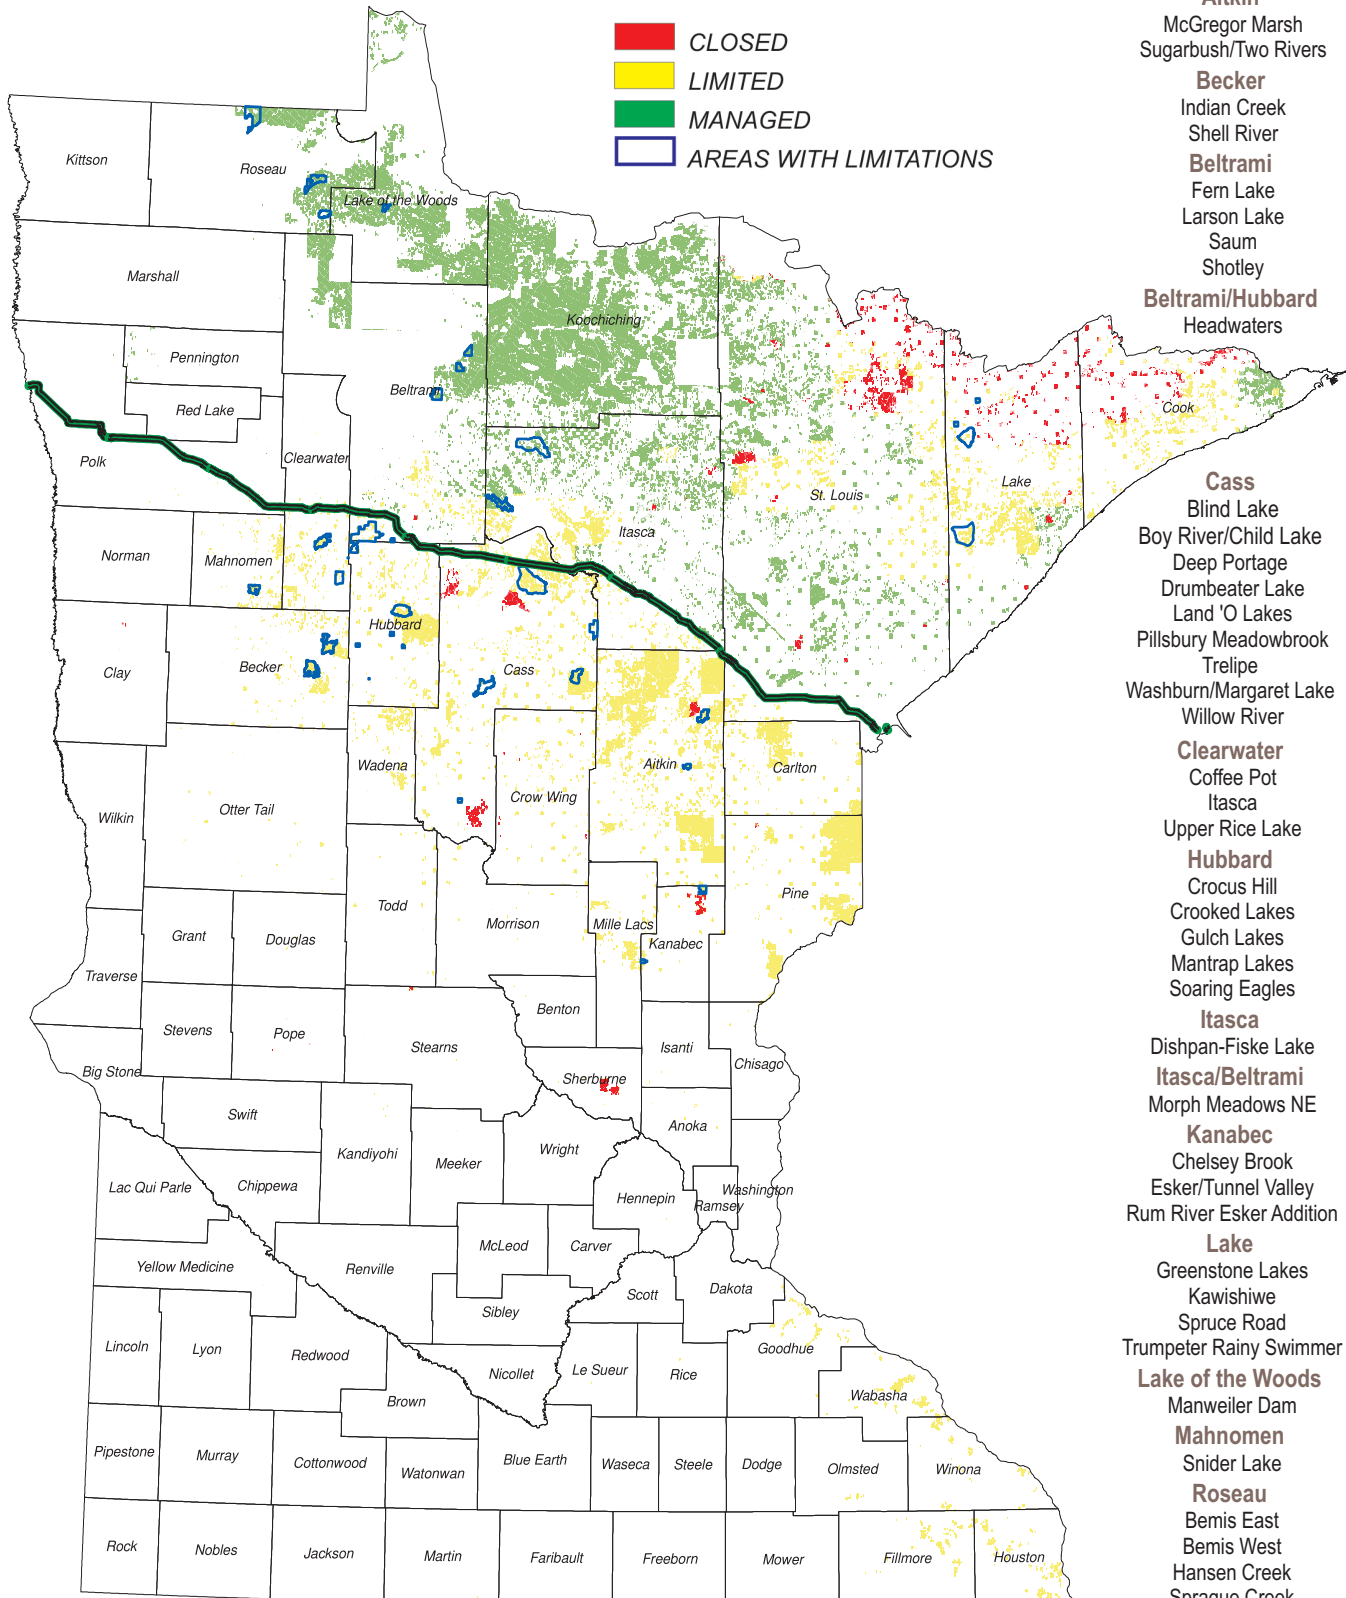 CLOSED
LIMITED
MANAGED
AREAS WITH LIMITATIONS
Kittson
Roseau
Lake of the Woods
Marshall
Koochiching
Pennington
Beltrami
Red Lake
Cook
Polk
Clearwater
St. Louis
Lake
Itasca
Norman
Mahnomen
Hubbard
Clay
Becker
Cass
Wadena
Aitkin
Carlton
Crow Wing
Otter Tail
Wilkin
Pine
Todd
Morrison
Mille Lacs
Kanabec
Grant
Douglas
Traverse
Benton
Stevens
Pope
Stearns
Isanti
Chisago
Big Stone
Sherburne
Swift
Anoka
Kandiyohi
Meeker
Wright
Lac Qui Parle
Chippewa
Hennepin
Washington
Ramsey
McLeod
Carver
Yellow Medicine
Renville
Scott
Dakota
Sibley
Lincoln
Lyon
Redwood
Nicollet
Le Sueur
Rice
Goodhue
Brown
Wabasha
Pipestone
Murray
Cottonwood
Watonwan
Blue Earth
Waseca
Steele
Dodge
Olmsted
Winona
Rock
Nobles
Jackson
Martin
Faribault
Freeborn
Mower
Fillmore
Houston
Aitkin
McGregor Marsh
Sugarbush/Two Rivers
Becker
Indian Creek
Shell River
Beltrami
Fern Lake
Larson Lake
Saum
Shotley
Beltrami/Hubbard
Headwaters
Cass
Blind Lake
Boy River/Child Lake
Deep Portage
Drumbeater Lake
Land 'O Lakes
Pillsbury Meadowbrook
Trelipe
Washburn/Margaret Lake
Willow River
Clearwater
Coffee Pot
Itasca
Upper Rice Lake
Hubbard
Crocus Hill
Crooked Lakes
Gulch Lakes
Mantrap Lakes
Soaring Eagles
Itasca
Dishpan-Fiske Lake
Itasca/Beltrami
Morph Meadows NE
Kanabec
Chelsey Brook
Esker/Tunnel Valley
Rum River Esker Addition
Lake
Greenstone Lakes
Kawishiwe
Spruce Road
Trumpeter Rainy Swimmer
Lake of the Woods
Manweiler Dam
Mahnomen
Snider Lake
Roseau
Bemis East
Bemis West
Hansen Creek
Sprague Creek